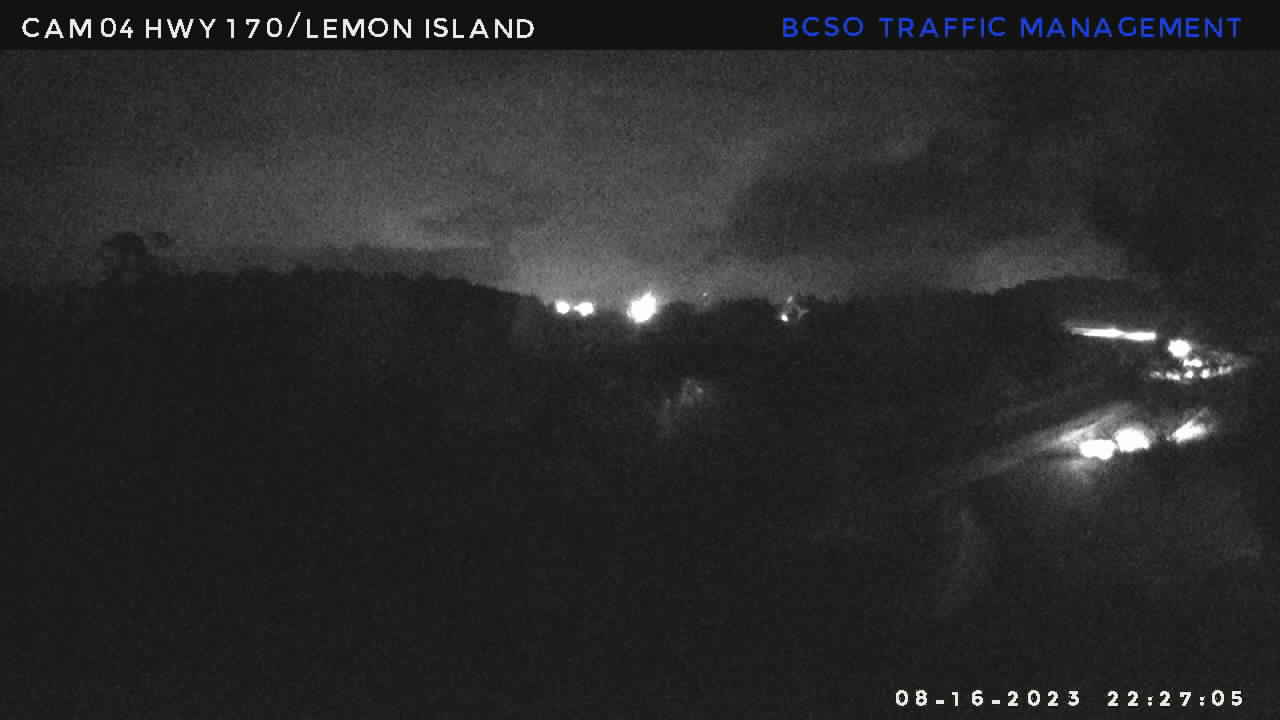 CAM04 HWY 170/LEMON ISLAND
BCSO TRAFFIC MANAGEMENT
08-16-2023 22:27:05